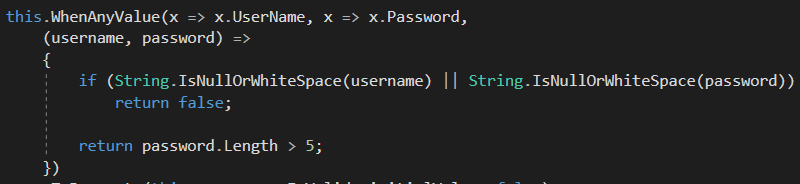 this.WhenAnyValue(x => x.UserName, x => x.Password,
(username, password) =>
{
if (String.IsNullOrWhiteSpace(username) || String.IsNullOrWhiteSpace(password))
return false;
return password.Length > 5;
})